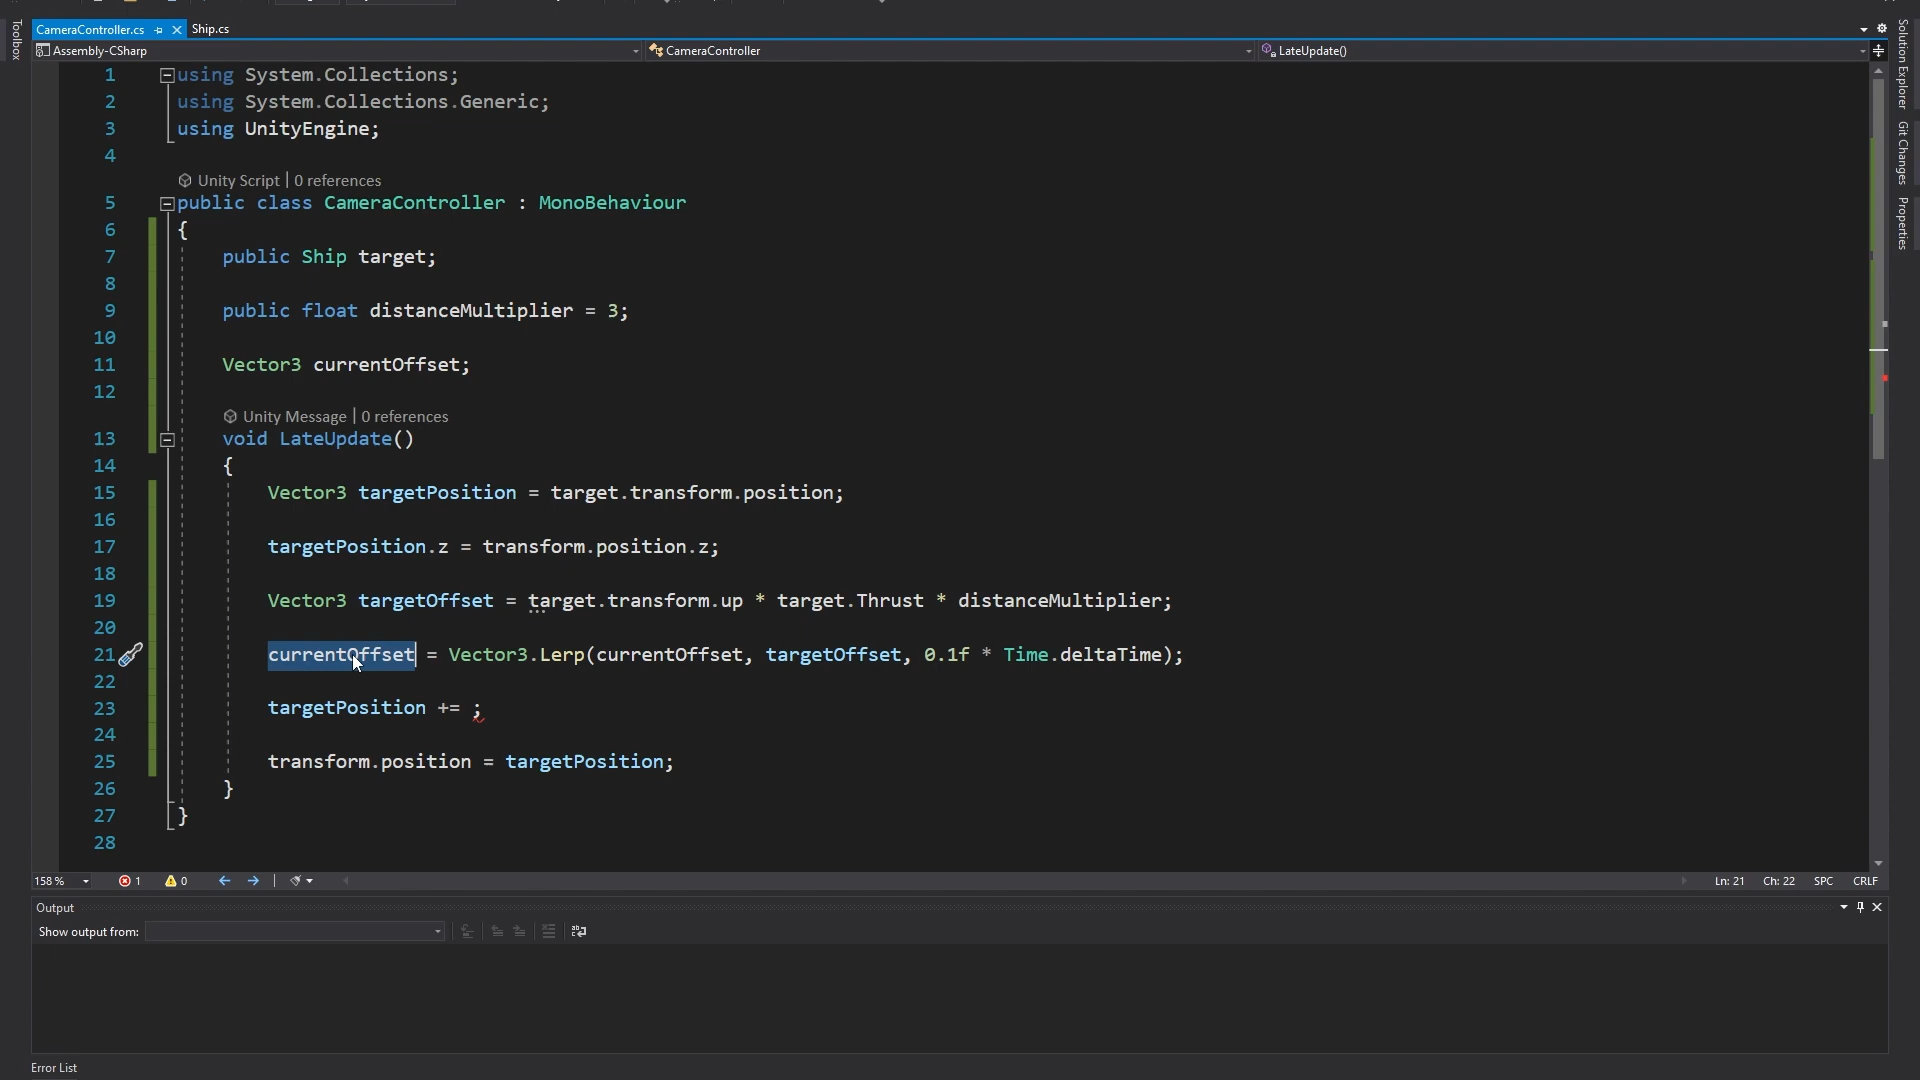 CameraController.cs Ship.cs
Assembly-CSharp CameraController LateUpdate()
Toolbox
Solution Explorer
Git Changes
Properties
1 using System.Collections;
2 using System.Collections.Generic;
3 using UnityEngine;
4
Unity Script | 0 references
5 public class CameraController : MonoBehaviour
6 {
7 public Ship target;
8
9 public float distanceMultiplier = 3;
10
11 Vector3 currentOffset;
12
Unity Message | 0 references
13 void LateUpdate()
14 {
15 Vector3 targetPosition = target.transform.position;
16
17 targetPosition.z = transform.position.z;
18
19 Vector3 targetOffset = target.transform.up * target.Thrust * distanceMultiplier;
20
21 currentOffset = Vector3.Lerp(currentOffset, targetOffset, 0.1f * Time.deltaTime);
22
23 targetPosition += ;
24
25 transform.position = targetPosition;
26 }
27 }
28
158 % 1 0 Ln: 21 Ch: 22 SPC CRLF
Output
Show output from:
Error List